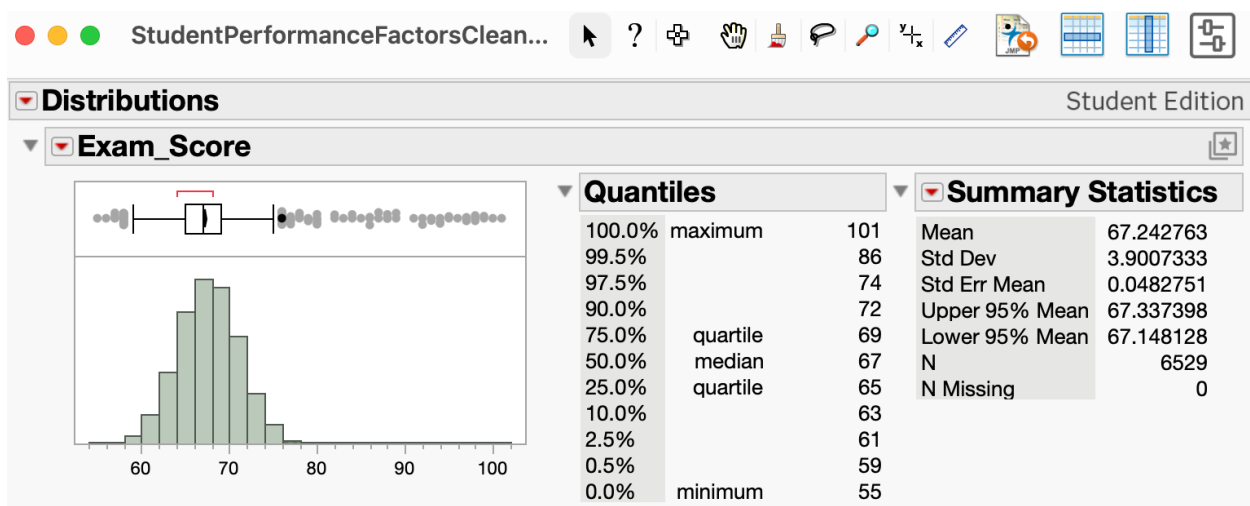 StudentPerformanceFactorsClean...
?
y
x
JMP
Distributions
Student Edition
Exam_Score
60 70 80 90 100
Quantiles
100.0% maximum 101
99.5% 86
97.5% 74
90.0% 72
75.0% quartile 69
50.0% median 67
25.0% quartile 65
10.0% 63
2.5% 61
0.5% 59
0.0% minimum 55
Summary Statistics
Mean 67.242763
Std Dev 3.9007333
Std Err Mean 0.0482751
Upper 95% Mean 67.337398
Lower 95% Mean 67.148128
N 6529
N Missing 0